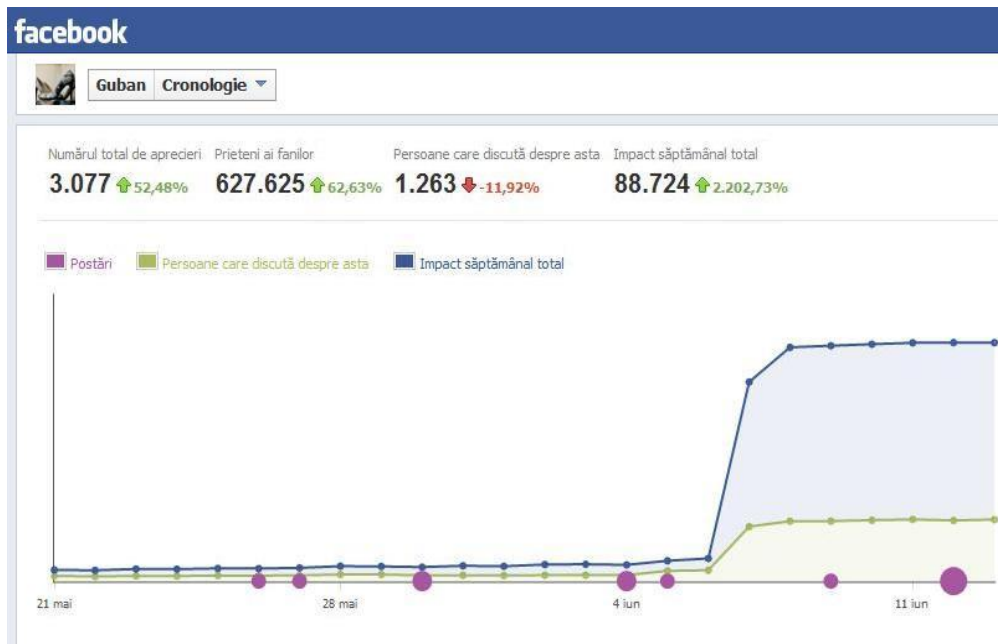 facebook
Guban Cronologie
Numărul total de aprecieri Prieteni ai fanilor Persoane care discută despre asta Impact săptămânal total
3.077 52,48% 627.625 62,63% 1.263 -11,92% 88.724 2.202,73%
Postări Persoane care discută despre asta Impact săptămânal total
21 mai 28 mai 4 iun 11 iun